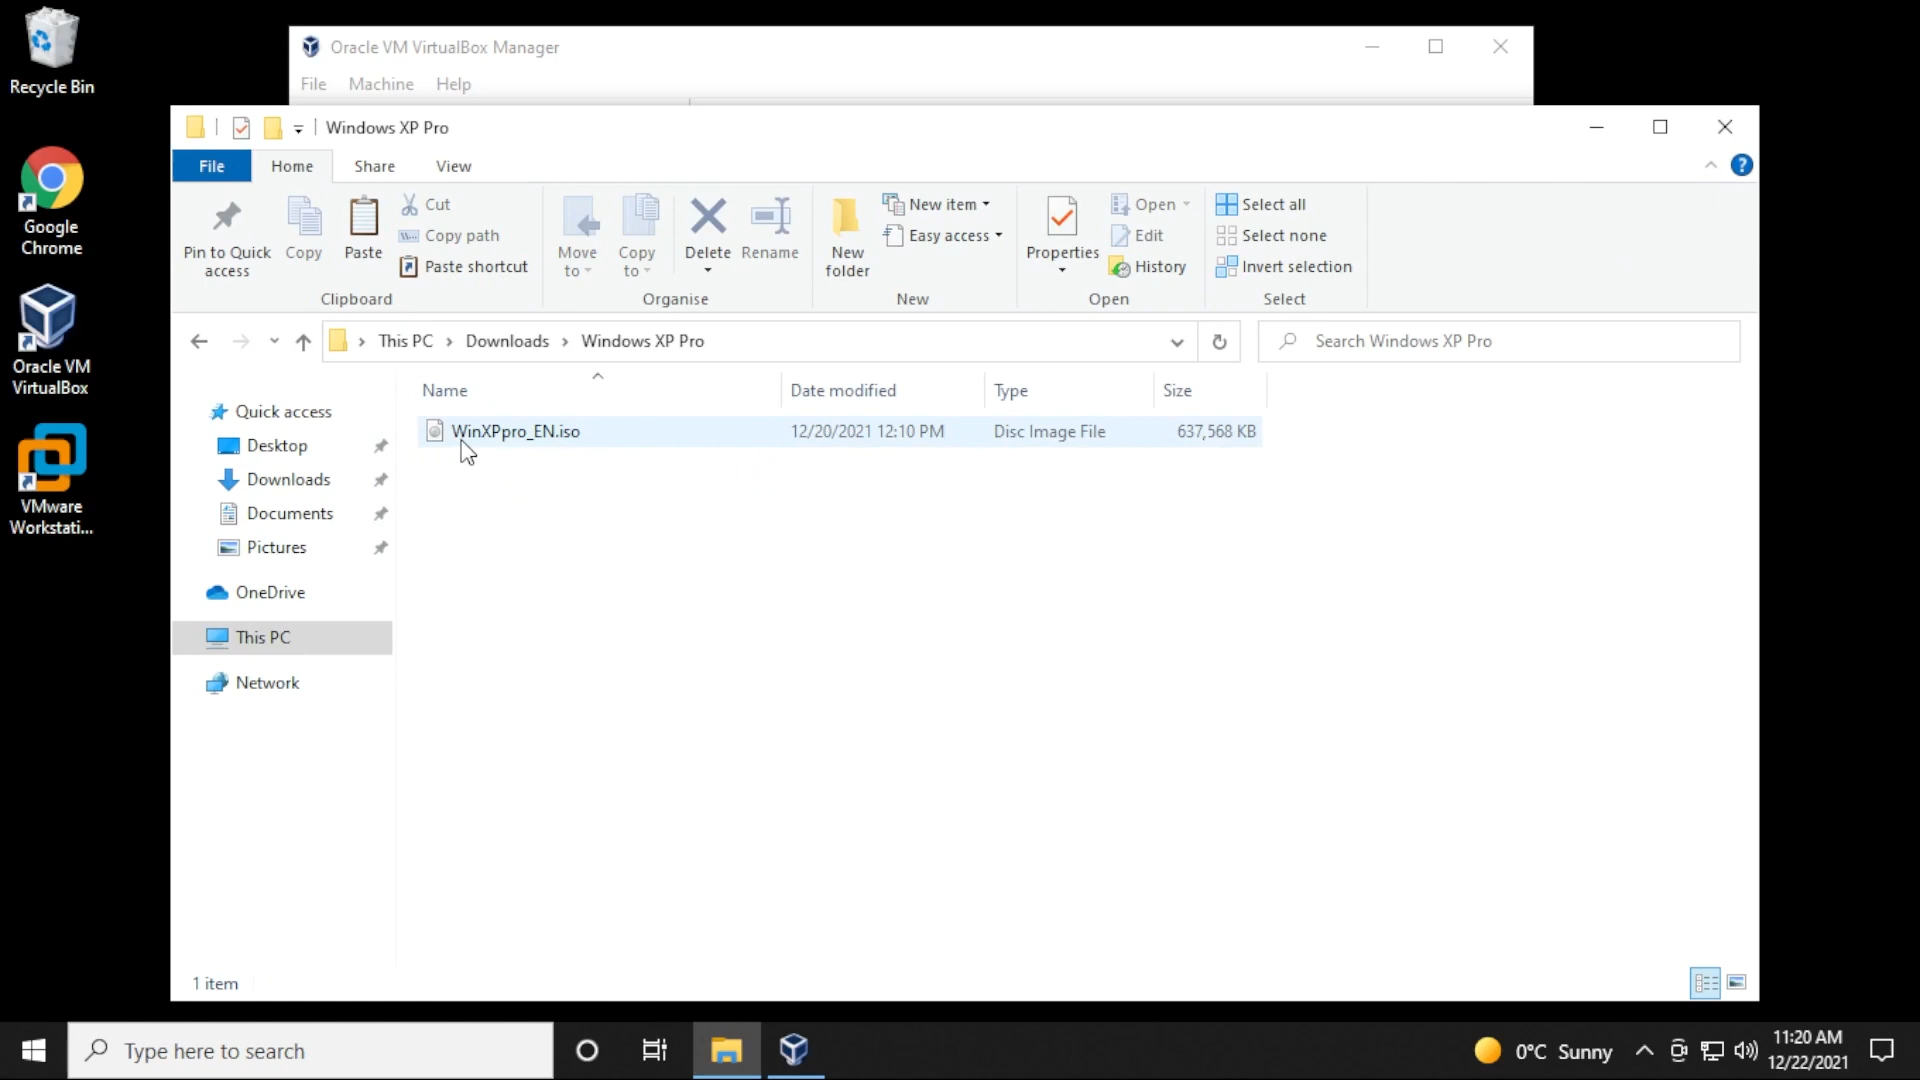 Recycle Bin
Google
Chrome
Oracle VM
VirtualBox
VMware
Workstati...
Oracle VM VirtualBox Manager
File Machine Help
Windows XP Pro
File Home Share View
?
Pin to Quick
access
Copy
Paste
Cut
Copy path
Paste shortcut
Clipboard
Move
to
Copy
to
Delete
Rename
Organise
New
folder
New item
Easy access
New
Properties
Open
Edit
History
Open
Select all
Select none
Invert selection
Select
This PC > Downloads > Windows XP Pro
Search Windows XP Pro
Name Date modified Type Size
WinXPpro_EN.iso 12/20/2021 12:10 PM Disc Image File 637,568 KB
Quick access
Desktop
Downloads
Documents
Pictures
OneDrive
This PC
Network
1 item
Type here to search
0°C Sunny
11:20 AM
12/22/2021